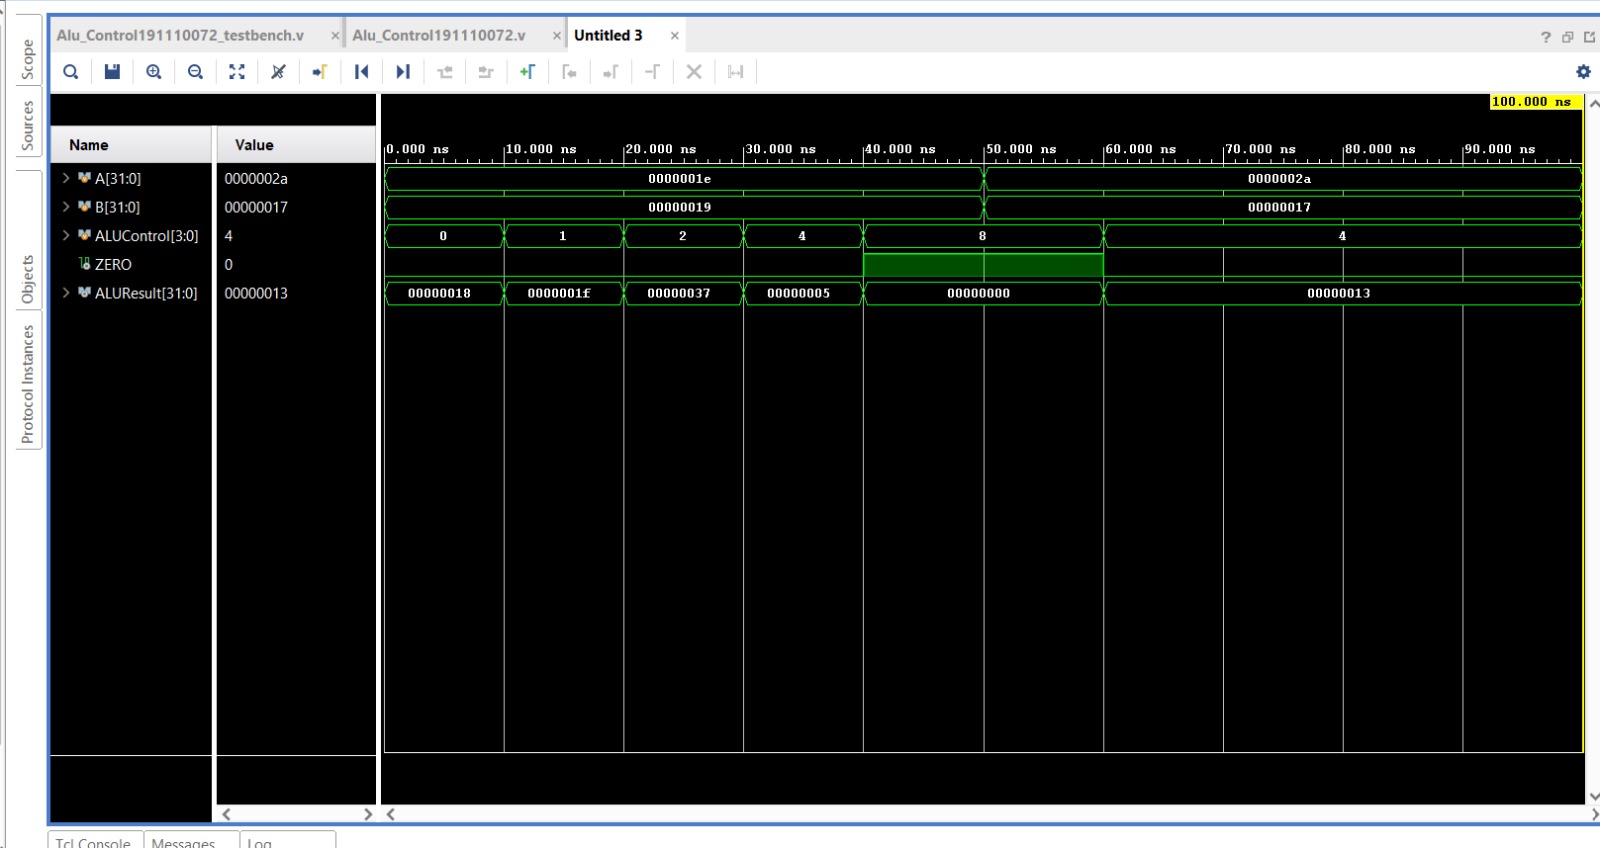 Alu_Control191110072_testbench.v × Alu_Control191110072.v × Untitled 3 ×
Scope
Sources
Objects
Protocol Instances
100.000 ns
Name Value
0.000 ns 10.000 ns 20.000 ns 30.000 ns 40.000 ns 50.000 ns 60.000 ns 70.000 ns 80.000 ns 90.000 ns
A[31:0] 0000002a 0000001e 0000002a
B[31:0] 00000017 00000019 00000017
ALUControl[3:0] 4 0 1 2 4 8 4
ZERO 0
ALUResult[31:0] 00000013 00000018 0000001f 00000037 00000005 00000000 00000013
Tcl Console Messages Log